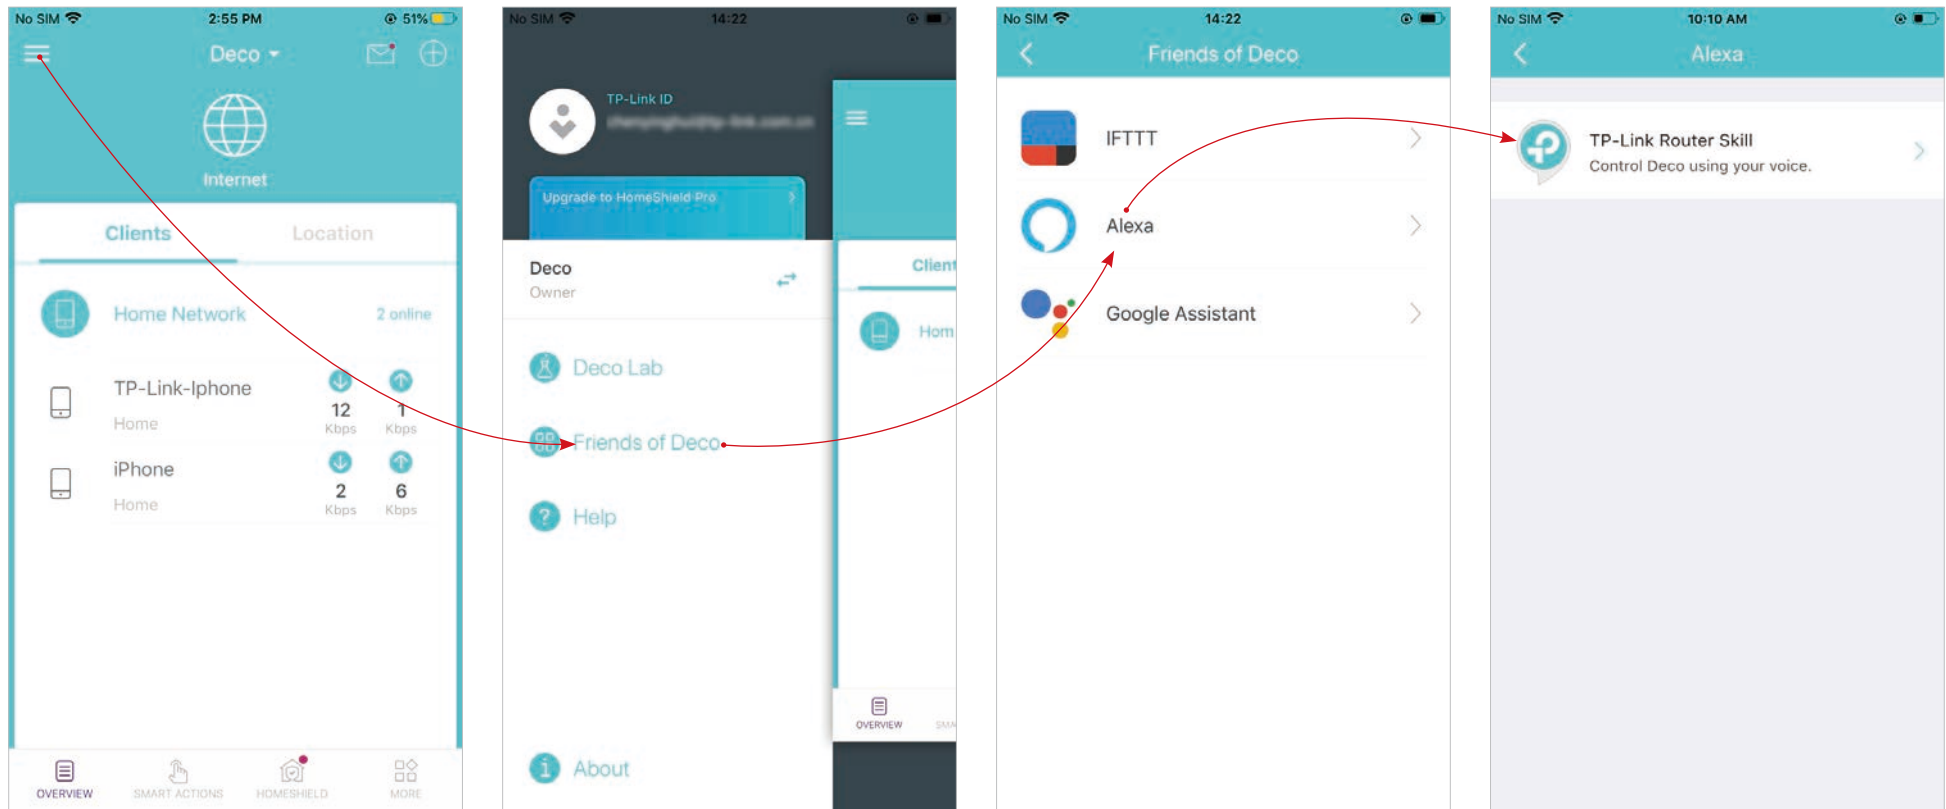 No SIM 2:55 PM 51%
Deco
Internet
Clients Location
Home Network 2 online
TP-Link-Iphone
Home
12 Kbps
1 Kbps
iPhone
Home
2 Kbps
6 Kbps
OVERVIEW SMART ACTIONS HOMESHIELD MORE
No SIM 14:22
TP-Link ID
Upgrade to HomeShield Pro
Deco
Owner
Deco Lab
Friends of Deco
Help
About
Client
Hom
OVERVIEW SMA
No SIM 14:22
Friends of Deco
IFTTT
Alexa
Google Assistant
No SIM 10:10 AM
Alexa
TP-Link Router Skill
Control Deco using your voice.